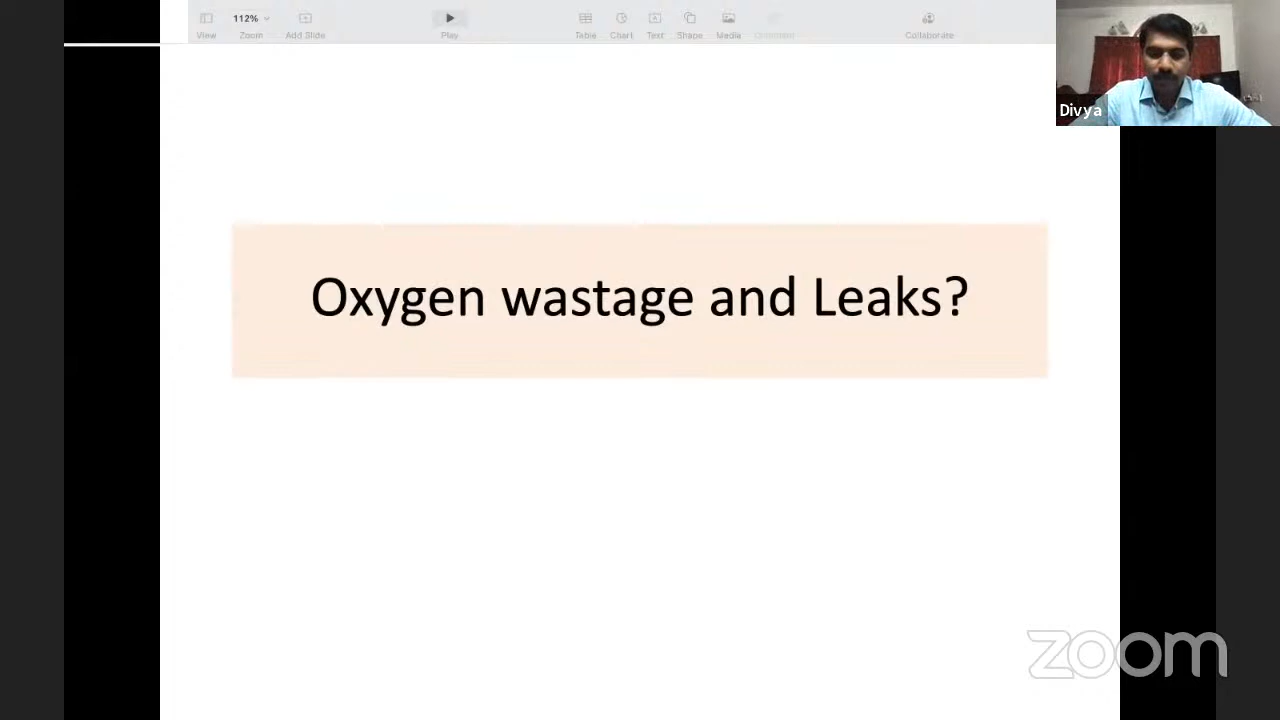 112%
View
Zoom
Add Slide
Play
Table
Chart
Text
Shape
Media
Comment
Collaborate
Divya
Oxygen wastage and Leaks?
zoom